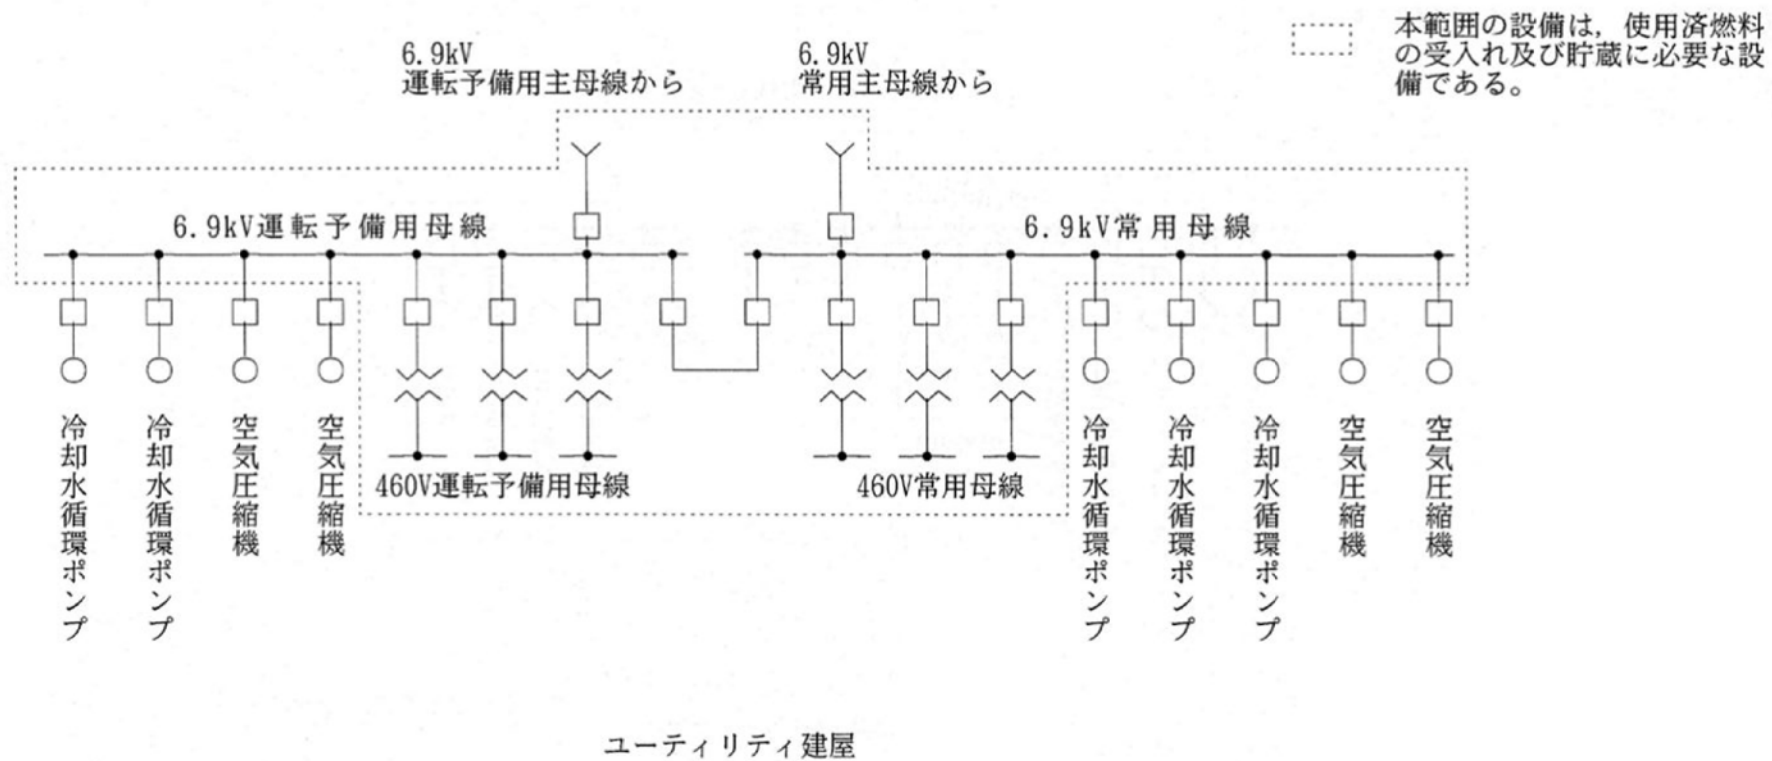 本範囲の設備は，使用済燃料
の受入れ及び貯蔵に必要な設
備である。
6.9kV
運転予備用主母線から
6.9kV
常用主母線から
6.9kV運転予備用母線
6.9kV常用母線
冷却水循環ポンプ
冷却水循環ポンプ
空気圧縮機
空気圧縮機
460V運転予備用母線
460V常用母線
冷却水循環ポンプ
冷却水循環ポンプ
冷却水循環ポンプ
空気圧縮機
空気圧縮機
ユーティリティ建屋